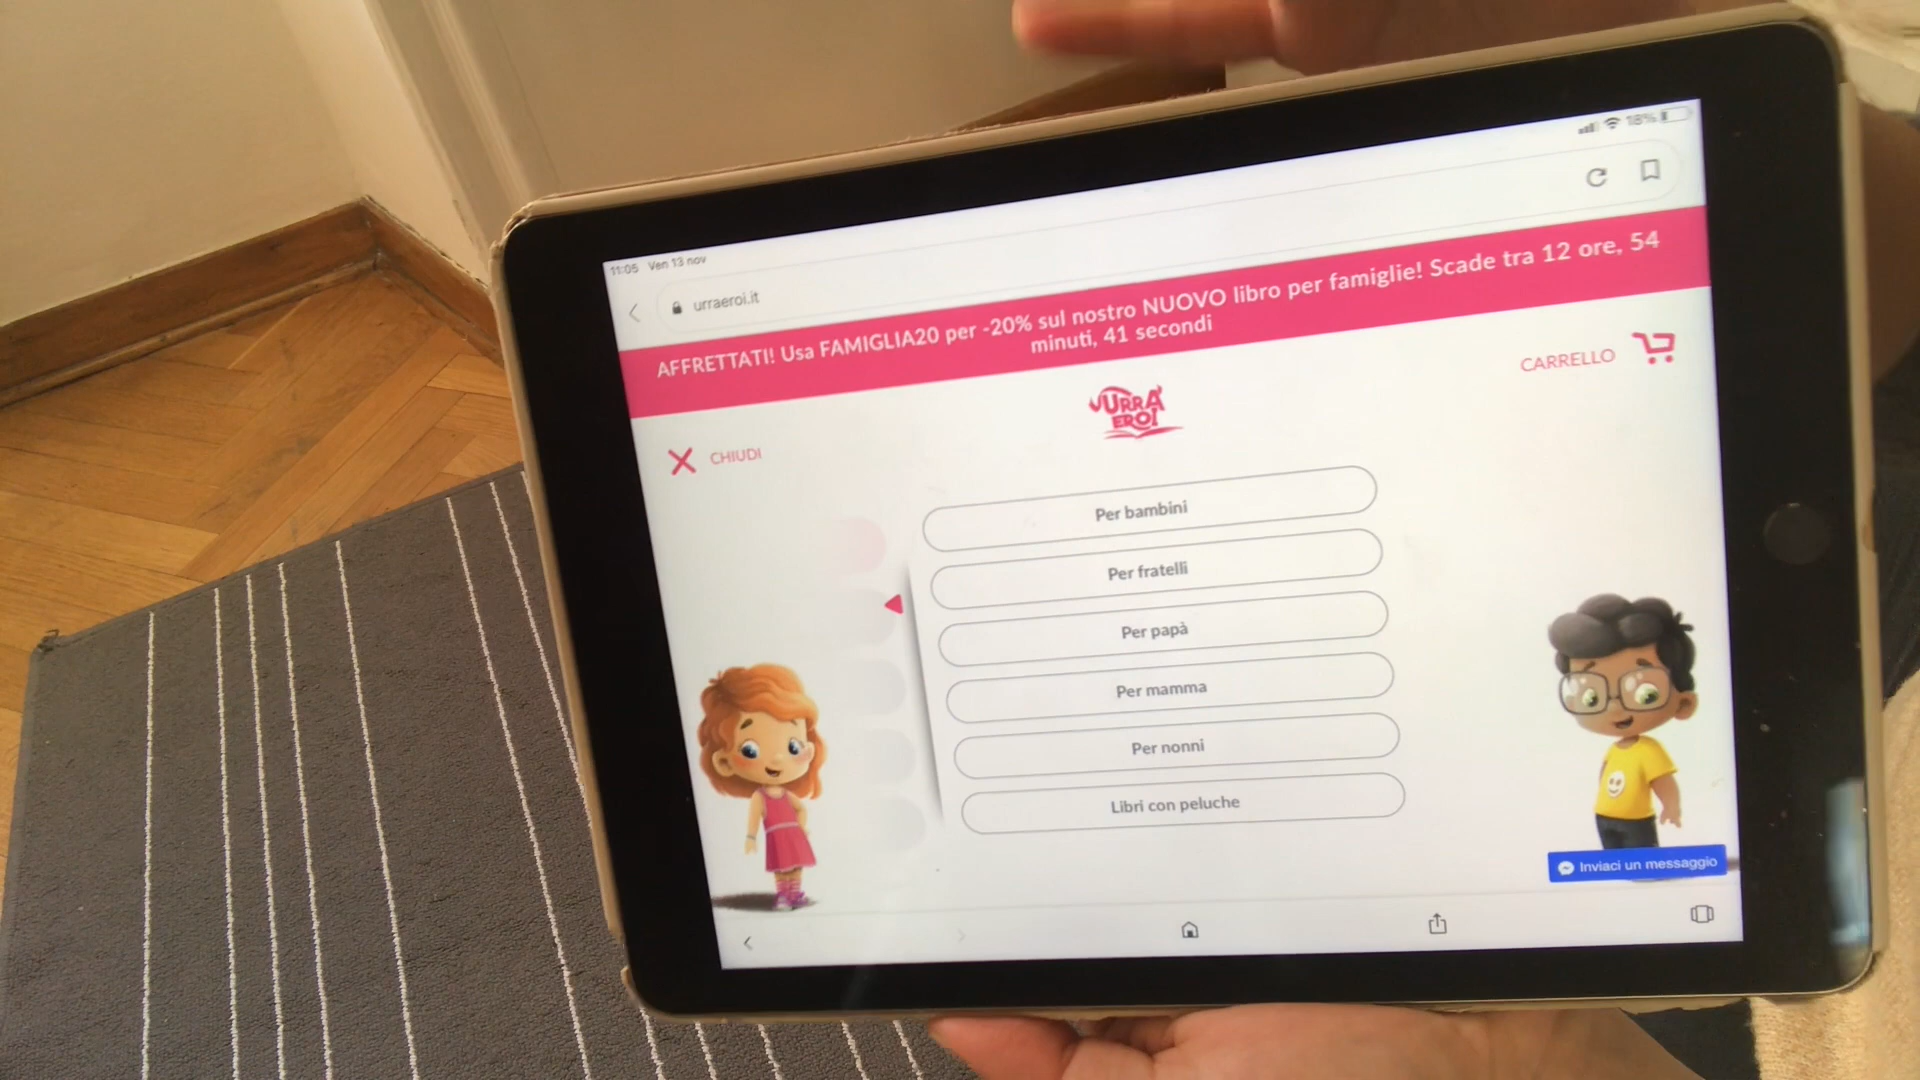 11:05 Ven 13 nov
18%
urraeroi.it
AFFRETTATI! Usa FAMIGLIA20 per -20% sul nostro NUOVO libro per famiglie! Scade tra 12 ore, 54
minuti, 41 secondi
CHIUDI
URRA
EROI
CARRELLO
Per bambini
Per fratelli
Per papà
Per mamma
Per nonni
Libri con peluche
Inviaci un messaggio